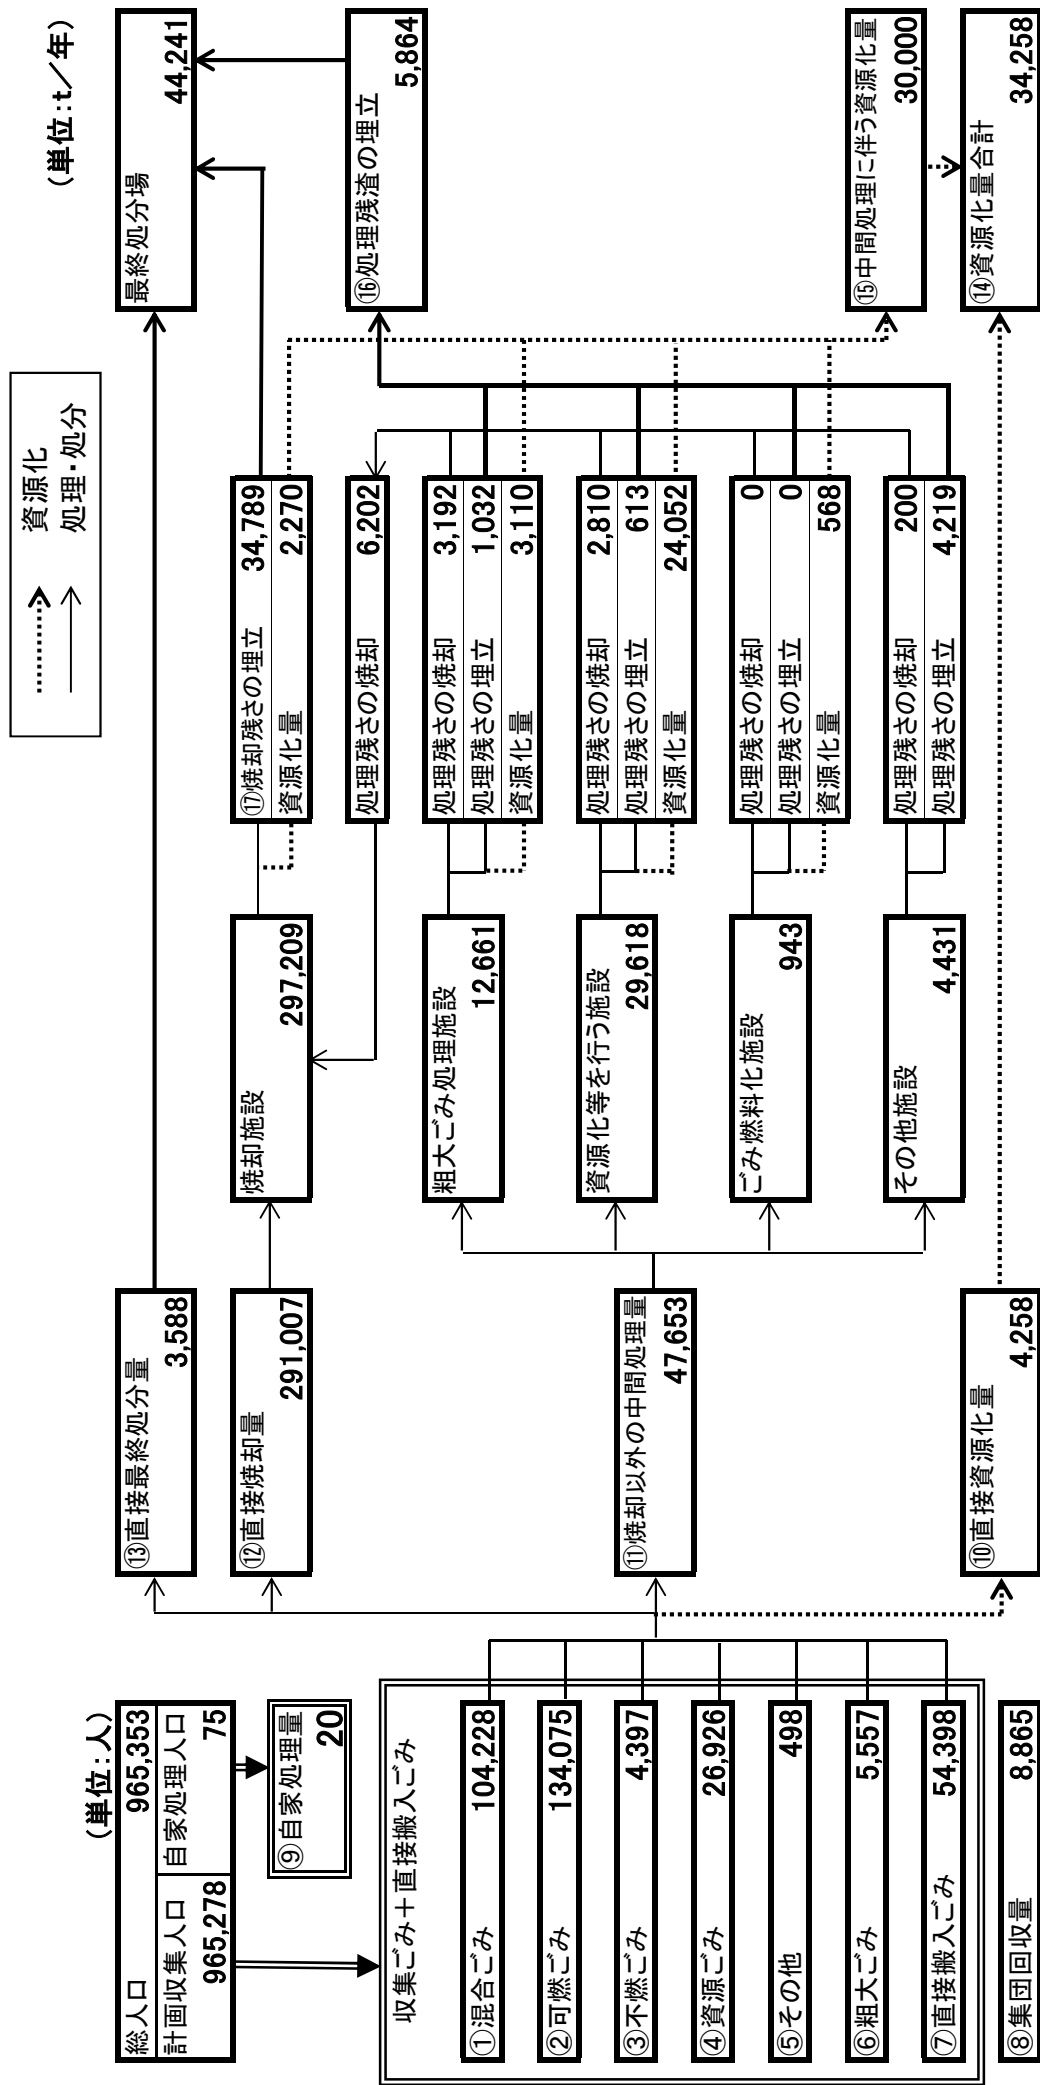 (単位:人)
総人口 965,353
計画収集人口 自家処理人口
965,278 75
⑨自家処理量
20
収集ごみ＋直接搬入ごみ
①混合ごみ 104,228
②可燃ごみ 134,075
③不燃ごみ 4,397
④資源ごみ 26,926
⑤その他 498
⑥粗大ごみ 5,557
⑦直接搬入ごみ 54,398
⑧集団回収量 8,865
⑬直接最終処分量
3,588
⑫直接焼却量
291,007
⑪焼却以外の中間処理量
47,653
⑩直接資源化量
4,258
焼却施設
297,209
粗大ごみ処理施設
12,661
資源化等を行う施設
29,618
ごみ燃料化施設
943
その他施設
4,431
資源化
処理・処分
⑰焼却残さの埋立 34,789
資源化量 2,270
処理残さの焼却 6,202
処理残さの焼却 3,192
処理残さの埋立 1,032
資源化量 3,110
処理残さの焼却 2,810
処理残さの埋立 613
資源化量 24,052
処理残さの焼却 0
処理残さの埋立 0
資源化量 568
処理残さの焼却 200
処理残さの埋立 4,219
(単位:t／年)
最終処分場
44,241
⑯処理残渣の埋立
5,864
⑮中間処理に伴う資源化量
30,000
⑭資源化量合計
34,258